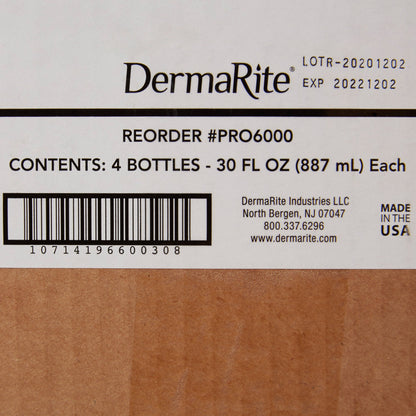 DermaRite®
LOTR-20201202
EXP 20221202
REORDER #PRO6000
CONTENTS: 4 BOTTLES - 30 FL OZ (887 mL) Each
DermaRite Industries LLC
North Bergen, NJ 07047
800.337.6296
www.dermarite.com
MADE
IN THE
USA
10714196600308